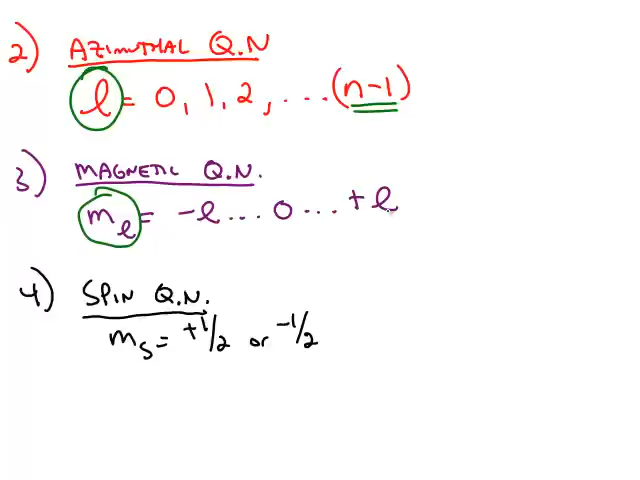 2) AZIMUTHAL Q.N
l = 0, 1, 2, ... (n-1)
3) MAGNETIC Q.N.
mₗ = -l ... 0 ... +l
4) SPIN Q.N.
mₛ = +1/2 or -1/2